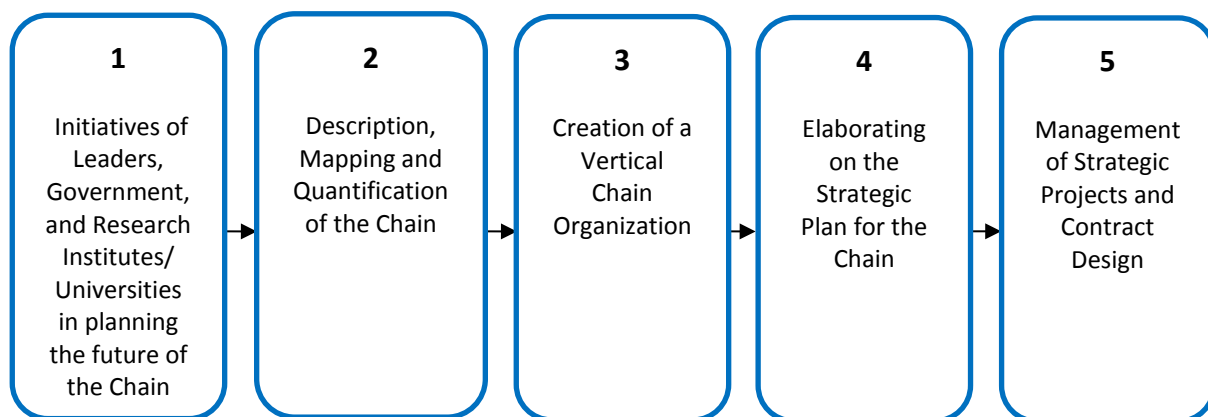 1
Initiatives of
Leaders,
Government,
and Research
Institutes/
Universities
in planning
the future of
the Chain
2
Description,
Mapping and
Quantification
of the Chain
3
Creation of a
Vertical
Chain
Organization
4
Elaborating
on the
Strategic
Plan for the
Chain
5
Management
of Strategic
Projects and
Contract
Design